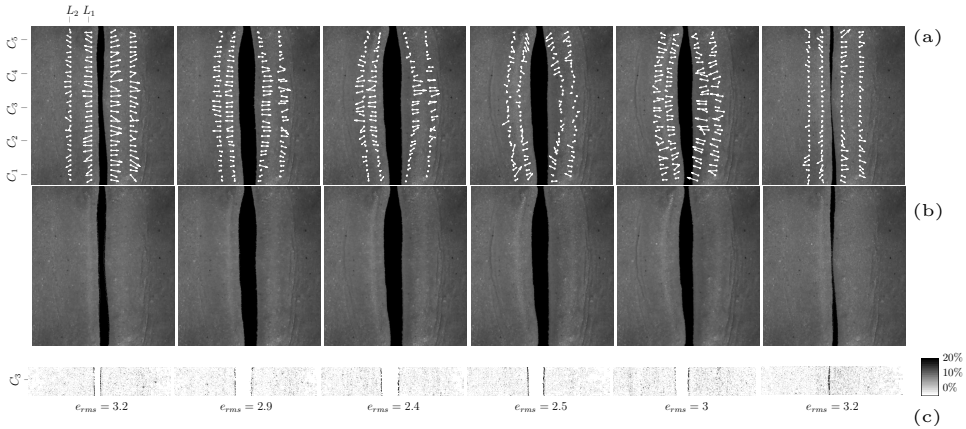 L₂ L₁
C₅
C₄
C₃
C₂
C₁
(a)
(b)
C₃
20%
10%
0%
e_rms = 3.2 e_rms = 2.9 e_rms = 2.4 e_rms = 2.5 e_rms = 3 e_rms = 3.2
(c)